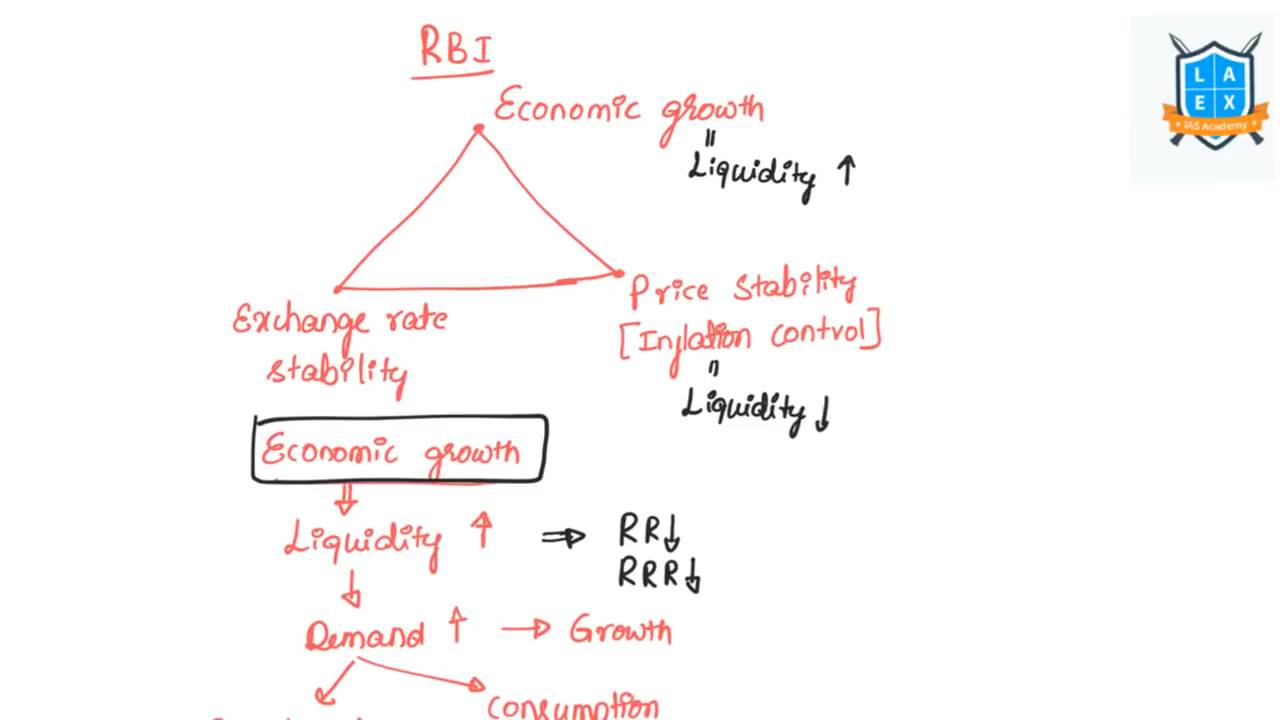 RBI
Economic growth
"
Liquidity ↑
Price stability
[Inflation control]
"
Liquidity ↓
Exchange rate
stability
Economic growth
⇓
Liquidity ↑ ⇒ RR↓
RRR↓
↓
Demand ↑ → Growth
consumption
L A
E X
IAS Academy